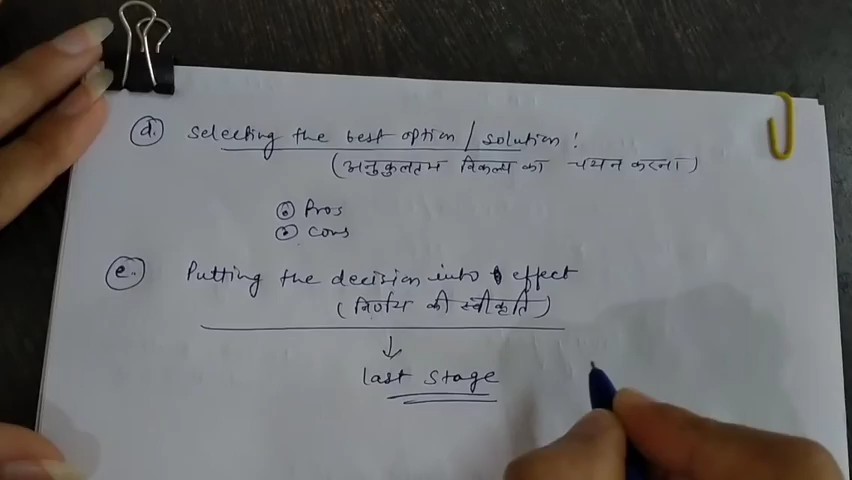 d. Selecting the best option / solution :
(अनुकुलतम विकल्प का चयन करना)
Pros
Cons
e. Putting the decision into effect
(निर्णय की स्वीकृति)
↓
last stage